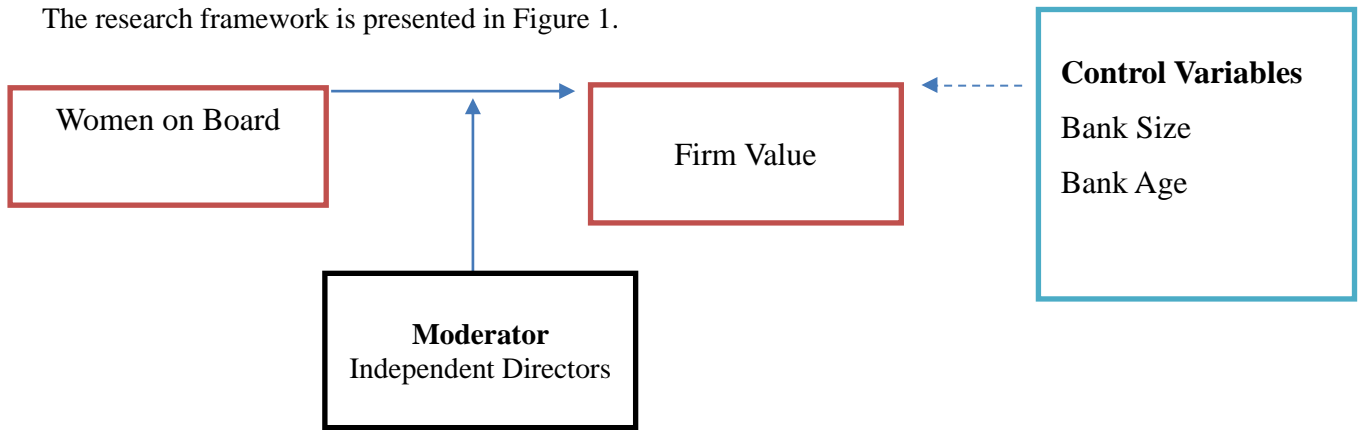 The research framework is presented in Figure 1.
Women on Board
Firm Value
Control Variables
Bank Size
Bank Age
Moderator
Independent Directors